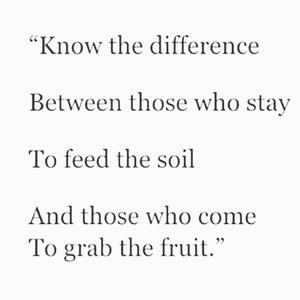 “Know the difference
Between those who stay
To feed the soil
And those who come
To grab the fruit.”